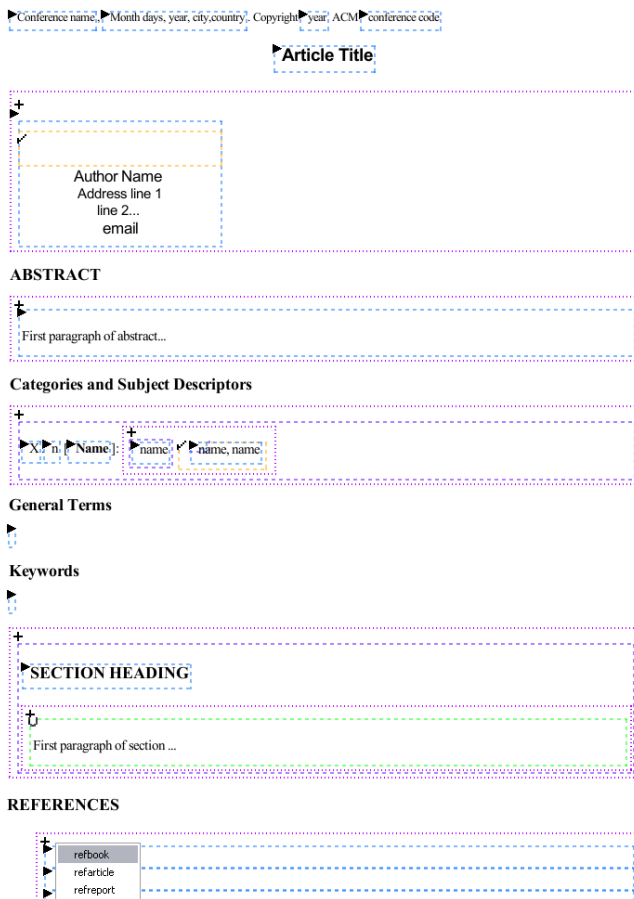 Conference name,, Month days, year, city,country . Copyright year ACM conference code
Article Title
Author Name
Address line 1
line 2...
email
ABSTRACT
First paragraph of abstract...
Categories and Subject Descriptors
X n [ Name ]: name name, name
General Terms
Keywords
SECTION HEADING
First paragraph of section ...
REFERENCES
refbook
refarticle
refreport